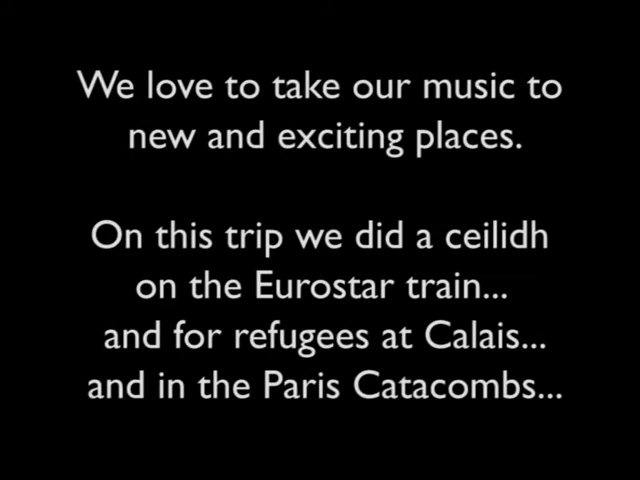 We love to take our music to
new and exciting places.
On this trip we did a ceilidh
on the Eurostar train...
and for refugees at Calais...
and in the Paris Catacombs...